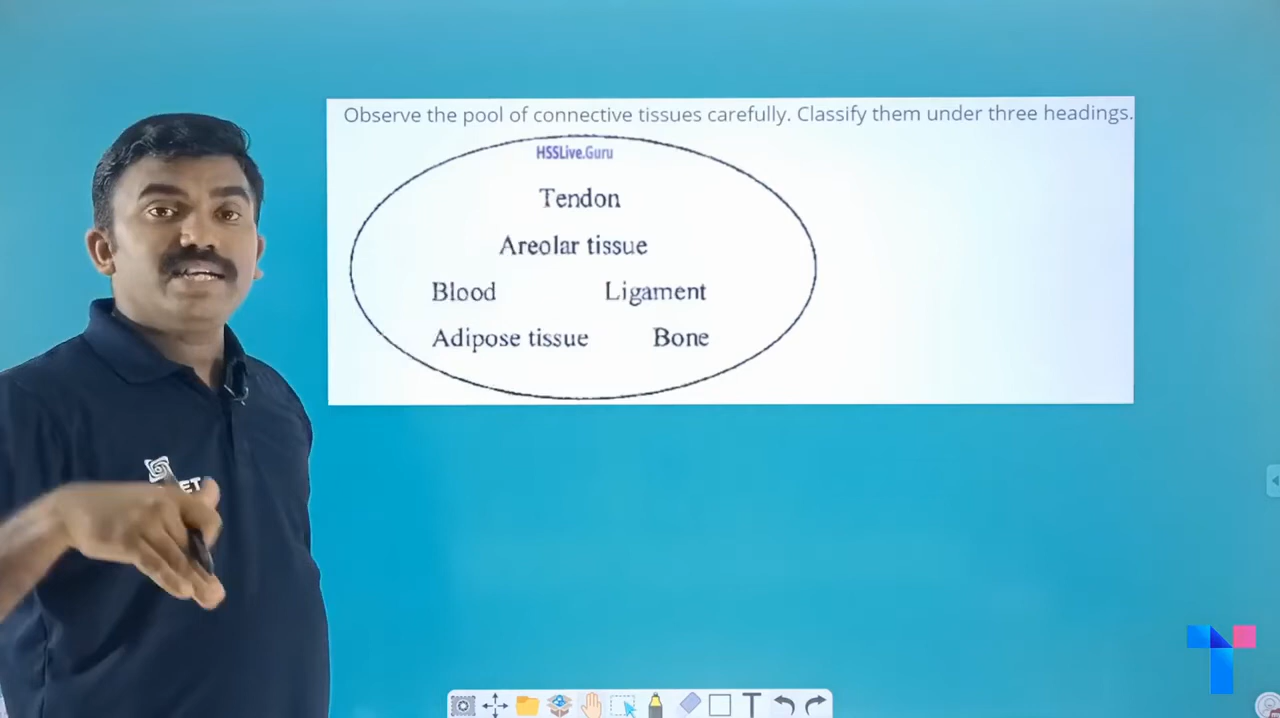 Observe the pool of connective tissues carefully. Classify them under three headings.
HSSLive.Guru
Tendon
Areolar tissue
Blood Ligament
Adipose tissue Bone